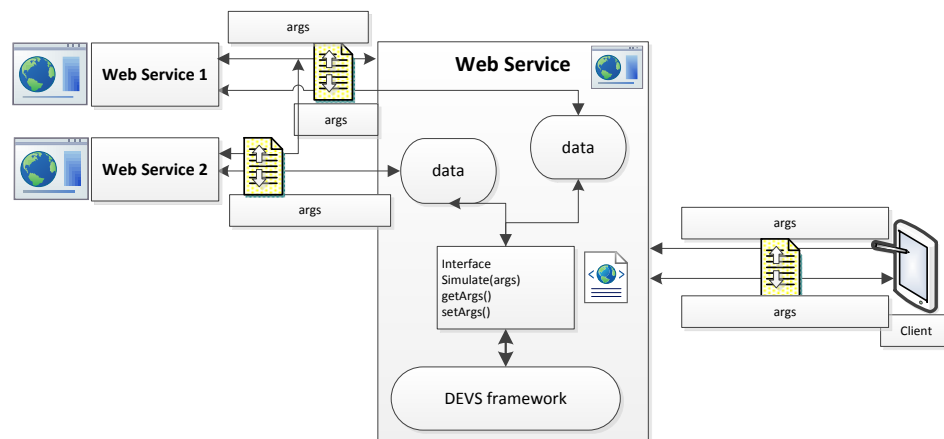 args
Web Service 1
Web Service
args
data
Web Service 2
data
args
args
Interface
Simulate(args)
getArgs()
setArgs()
args
Client
DEVS framework